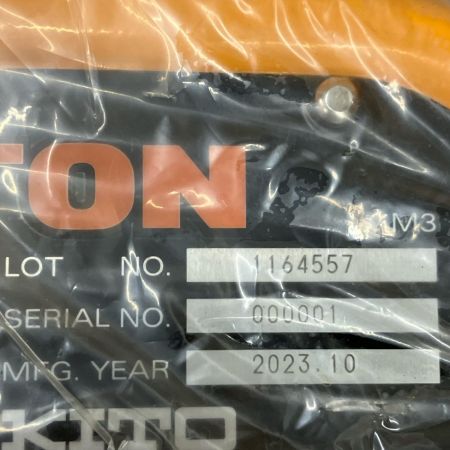 TON
M3
LOT NO. 1164557
SERIAL NO. 000001
MFG. YEAR 2023.10
KITO